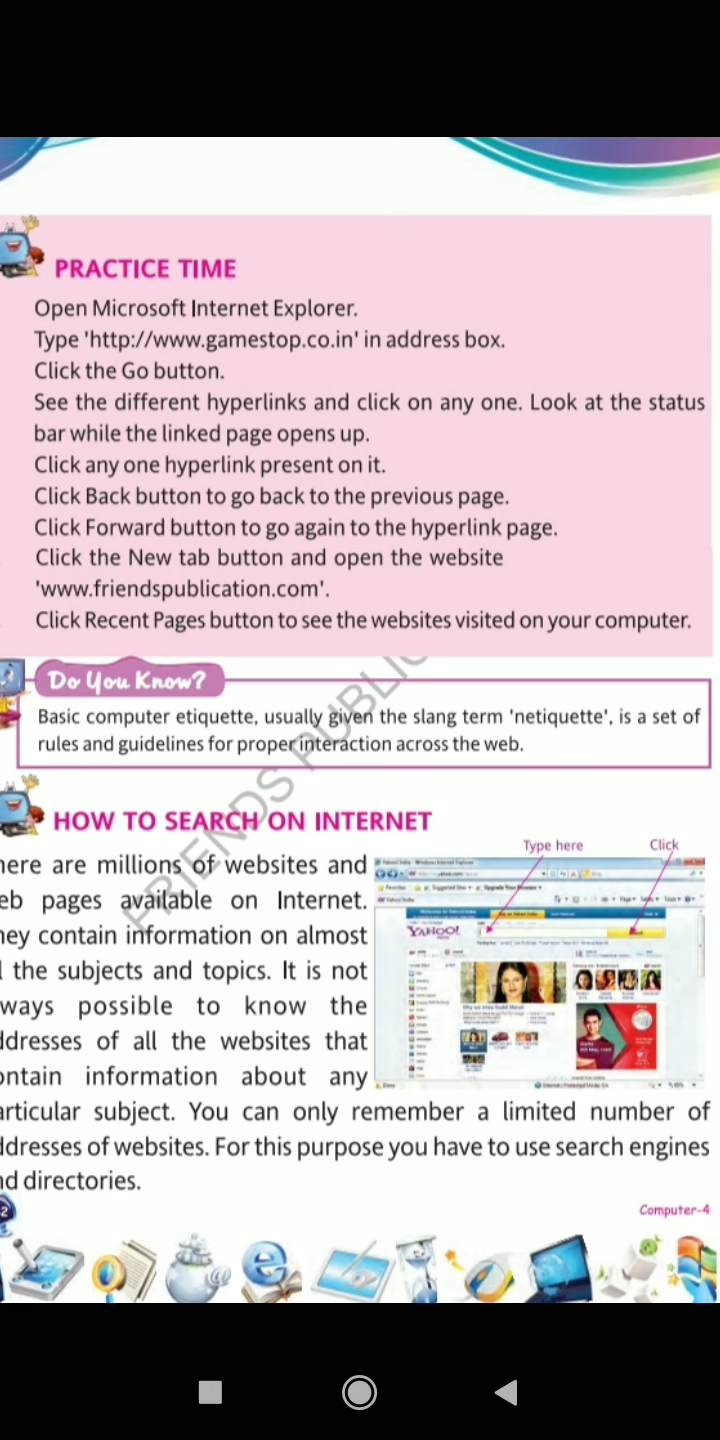 PRACTICE TIME
Open Microsoft Internet Explorer.
Type 'http://www.gamestop.co.in' in address box.
Click the Go button.
See the different hyperlinks and click on any one. Look at the status
bar while the linked page opens up.
Click any one hyperlink present on it.
Click Back button to go back to the previous page.
Click Forward button to go again to the hyperlink page.
Click the New tab button and open the website
'www.friendspublication.com'.
Click Recent Pages button to see the websites visited on your computer.
Do You Know?
Basic computer etiquette, usually given the slang term 'netiquette', is a set of
rules and guidelines for proper interaction across the web.
FRIENDS PUBLIC
HOW TO SEARCH ON INTERNET
Type here
Click
here are millions of websites and
eb pages available on Internet.
hey contain information on almost
l the subjects and topics. It is not
ways possible to know the
ddresses of all the websites that
ontain information about any
articular subject. You can only remember a limited number of
ddresses of websites. For this purpose you have to use search engines
nd directories.
YAHOO!
2
Computer-4